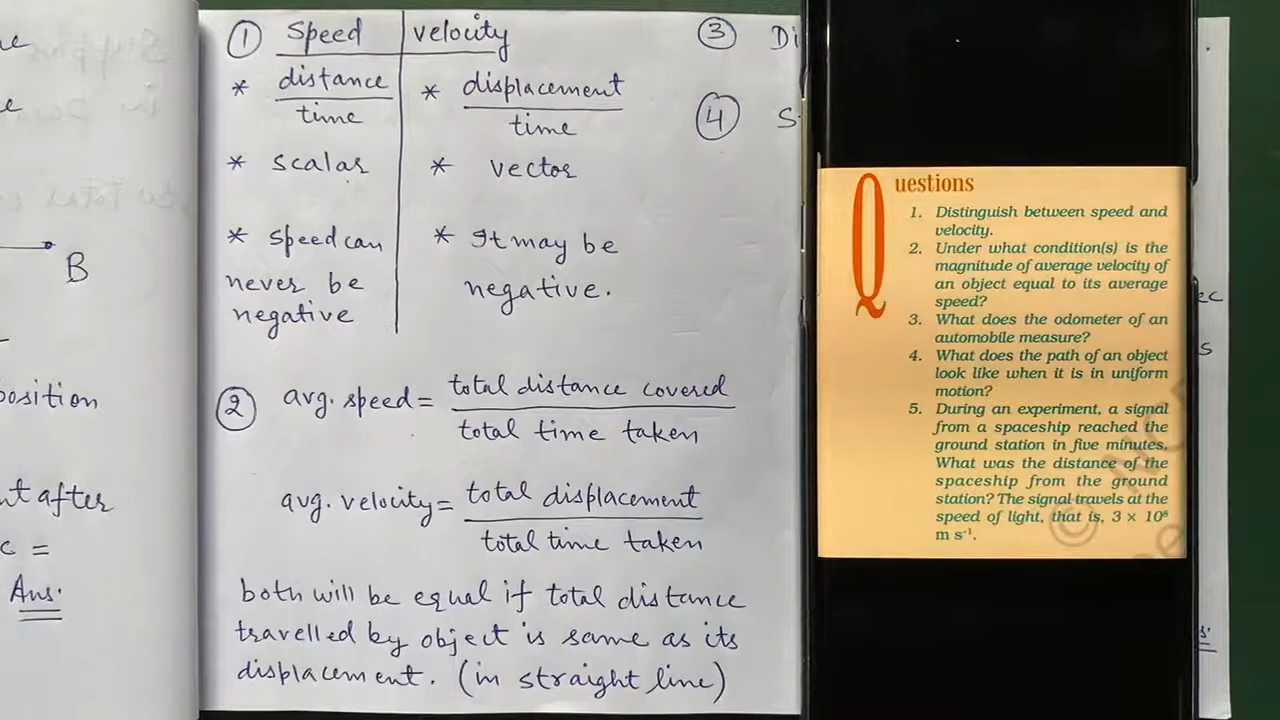 ne
e
B
position
nt after
c =
Ans.
① Speed | velocity
* distance / time * displacement / time
* scalar * vector
* speed can * It may be
never be negative.
negative
② avg. speed = total distance covered / total time taken
avg. velocity = total displacement / total time taken
both will be equal if total distance
travelled by object is same as its
displacement. (in straight line)
③ Di
④ S
Questions
1. Distinguish between speed and
velocity.
2. Under what condition(s) is the
magnitude of average velocity of
an object equal to its average
speed?
3. What does the odometer of an
automobile measure?
4. What does the path of an object
look like when it is in uniform
motion?
5. During an experiment, a signal
from a spaceship reached the
ground station in five minutes.
What was the distance of the
spaceship from the ground
station? The signal travels at the
speed of light, that is, 3 × 10⁸
m s⁻¹.
ec
s
s.